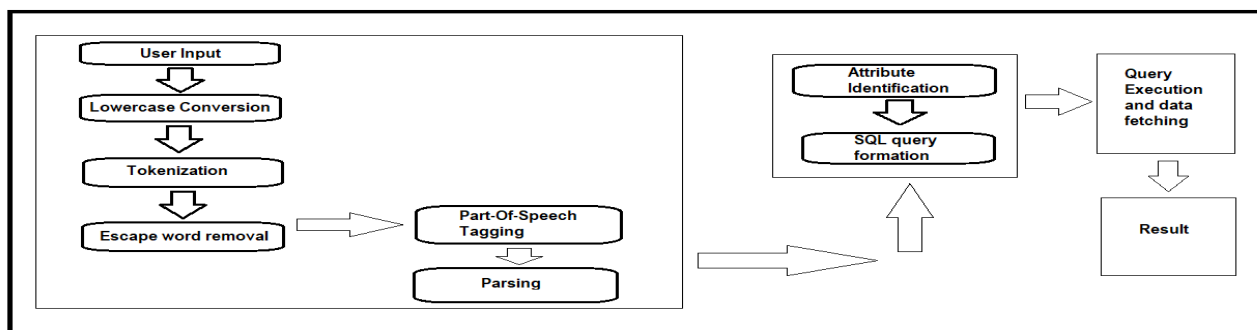 User Input
Lowercase Conversion
Tokenization
Escape word removal
Part-Of-Speech
Tagging
Parsing
Attribute
Identification
SQL query
formation
Query
Execution
and data
fetching
Result